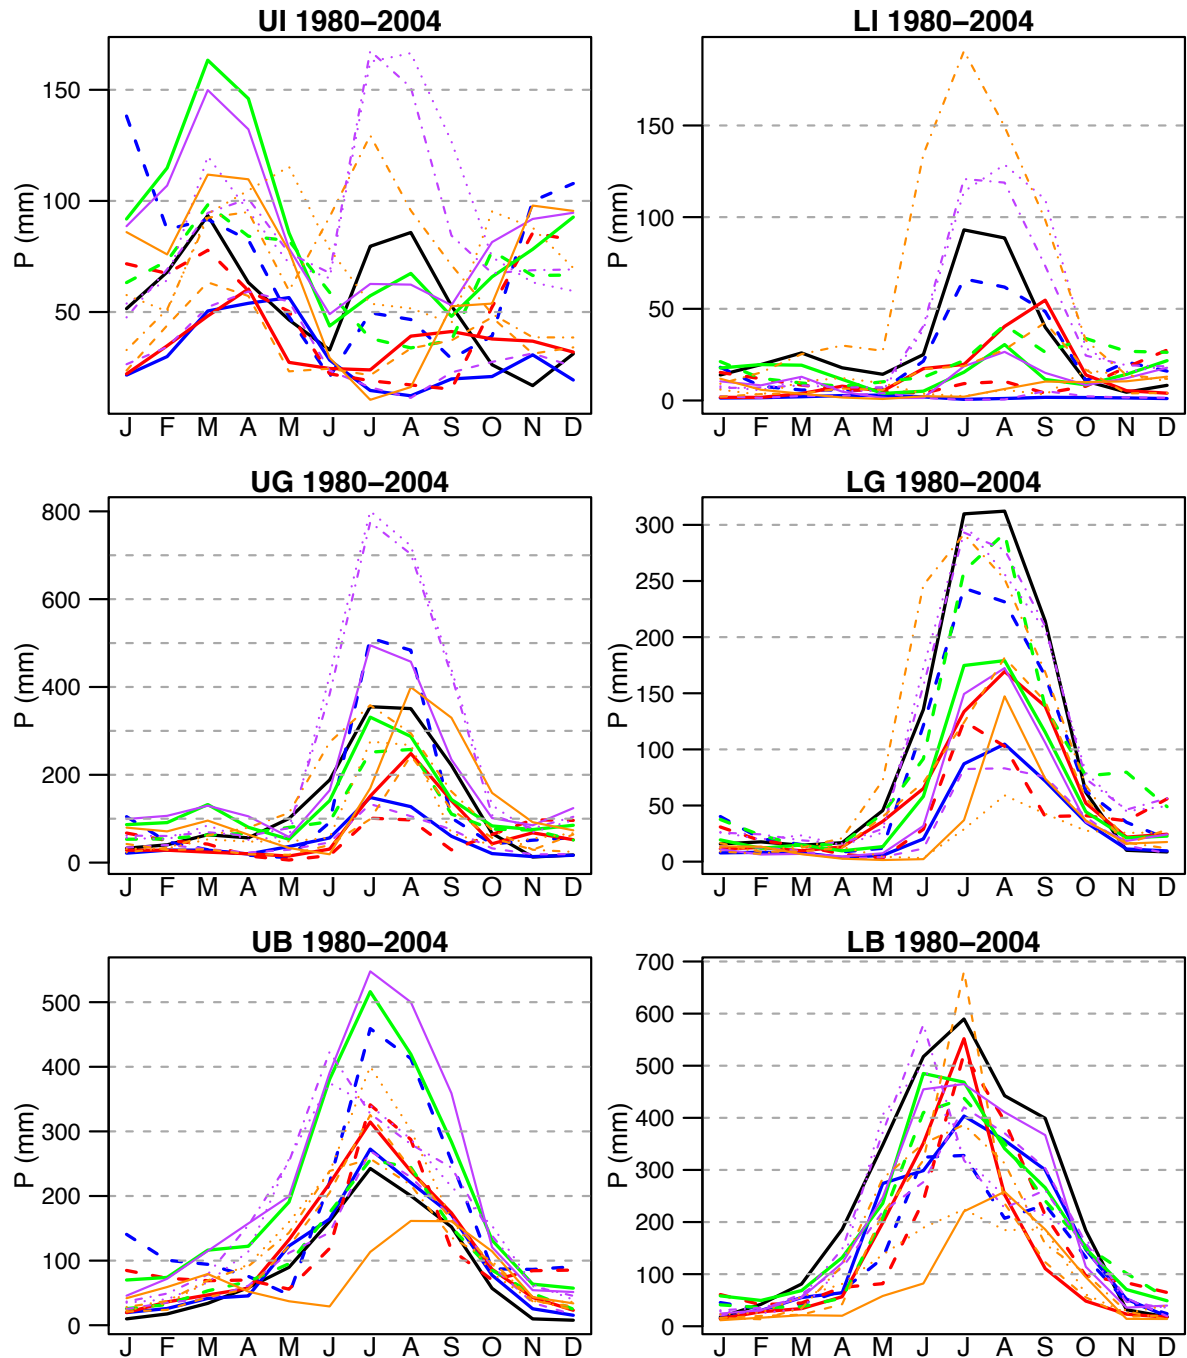 UI 1980−2004
P (mm)
150
100
50
J F M A M J J A S O N D
LI 1980−2004
P (mm)
150
100
50
0
J F M A M J J A S O N D
UG 1980−2004
P (mm)
800
600
400
200
0
J F M A M J J A S O N D
LG 1980−2004
P (mm)
300
250
200
150
100
50
0
J F M A M J J A S O N D
UB 1980−2004
P (mm)
500
400
300
200
100
0
J F M A M J J A S O N D
LB 1980−2004
P (mm)
700
600
500
400
300
200
100
0
J F M A M J J A S O N D